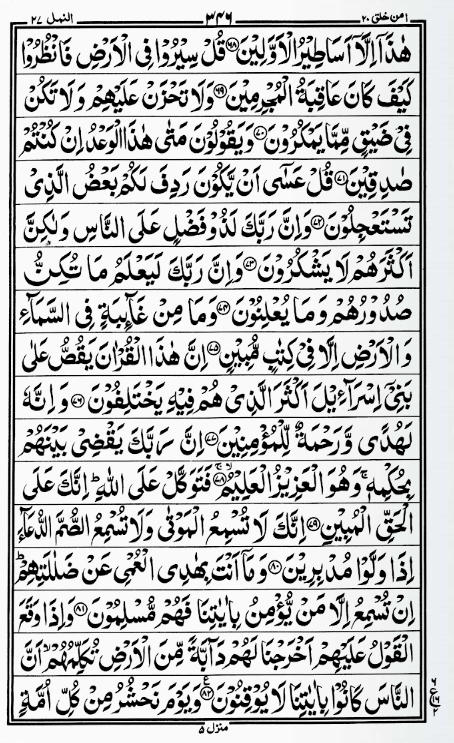 امن خلق ٢٠ ٣٤٦ النمل ٢٧
هٰذَاۤ اِلَّاۤ اَسَاطِيْرُ الْاَوَّلِيْنَ ۝٦٨ قُلْ سِيْرُوْا فِي الْاَرْضِ فَانْظُرُوْا
كَيْفَ كَانَ عَاقِبَةُ الْمُجْرِمِيْنَ ۝٦٩ وَلَا تَحْزَنْ عَلَيْهِمْ وَلَا تَكُنْ
فِيْ ضَيْقٍ مِّمَّا يَمْكُرُوْنَ ۝٧٠ وَيَقُوْلُوْنَ مَتٰى هٰذَا الْوَعْدُ اِنْ كُنْتُمْ
صٰدِقِيْنَ ۝٧١ قُلْ عَسٰۤى اَنْ يَّكُوْنَ رَدِفَ لَكُمْ بَعْضُ الَّذِيْ
تَسْتَعْجِلُوْنَ ۝٧٢ وَاِنَّ رَبَّكَ لَذُوْ فَضْلٍ عَلَى النَّاسِ وَلٰكِنَّ
اَكْثَرَهُمْ لَا يَشْكُرُوْنَ ۝٧٣ وَاِنَّ رَبَّكَ لَيَعْلَمُ مَا تُكِنُّ
صُدُوْرُهُمْ وَمَا يُعْلِنُوْنَ ۝٧٤ وَمَا مِنْ غَآئِبَةٍ فِي السَّمَآءِ
وَالْاَرْضِ اِلَّا فِيْ كِتٰبٍ مُّبِيْنٍ ۝٧٥ اِنَّ هٰذَا الْقُرْاٰنَ يَقُصُّ عَلٰى
بَنِيْۤ اِسْرَآءِيْلَ اَكْثَرَ الَّذِيْ هُمْ فِيْهِ يَخْتَلِفُوْنَ ۝٧٦ وَاِنَّهٗ
لَهُدًى وَّرَحْمَةٌ لِّلْمُؤْمِنِيْنَ ۝٧٧ اِنَّ رَبَّكَ يَقْضِيْ بَيْنَهُمْ
بِحُكْمِهٖ ۚ وَهُوَ الْعَزِيْزُ الْعَلِيْمُ ۝٧٨ فَتَوَكَّلْ عَلَى اللّٰهِ ؕ اِنَّكَ عَلَى
الْحَقِّ الْمُبِيْنِ ۝٧٩ اِنَّكَ لَا تُسْمِعُ الْمَوْتٰى وَلَا تُسْمِعُ الصُّمَّ الدُّعَآءَ
اِذَا وَلَّوْا مُدْبِرِيْنَ ۝٨٠ وَمَاۤ اَنْتَ بِهٰدِي الْعُمْيِ عَنْ ضَلٰلَتِهِمْ ؕ
اِنْ تُسْمِعُ اِلَّا مَنْ يُّؤْمِنُ بِاٰيٰتِنَا فَهُمْ مُّسْلِمُوْنَ ۝٨١ وَاِذَا وَقَعَ
الْقَوْلُ عَلَيْهِمْ اَخْرَجْنَا لَهُمْ دَآبَّةً مِّنَ الْاَرْضِ تُكَلِّمُهُمْ ۙ اَنَّ
النَّاسَ كَانُوْا بِاٰيٰتِنَا لَا يُوْقِنُوْنَ ۝٨٢ وَيَوْمَ نَحْشُرُ مِنْ كُلِّ اُمَّةٍ
٦ ع ١٦ ٢
منزل ٥